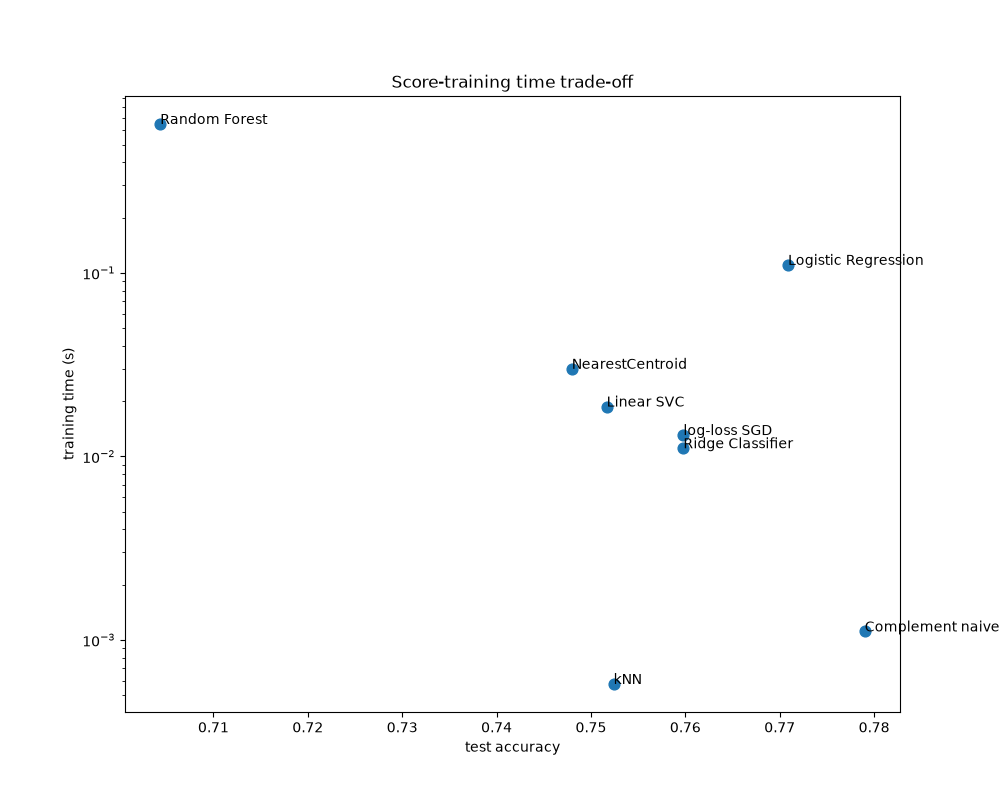 Score-training time trade-off
Random Forest
Logistic Regression
NearestCentroid
Linear SVC
log-loss SGD
Ridge Classifier
Complement naive
kNN
training time (s)
10⁻¹
10⁻²
10⁻³
0.71 0.72 0.73 0.74 0.75 0.76 0.77 0.78
test accuracy